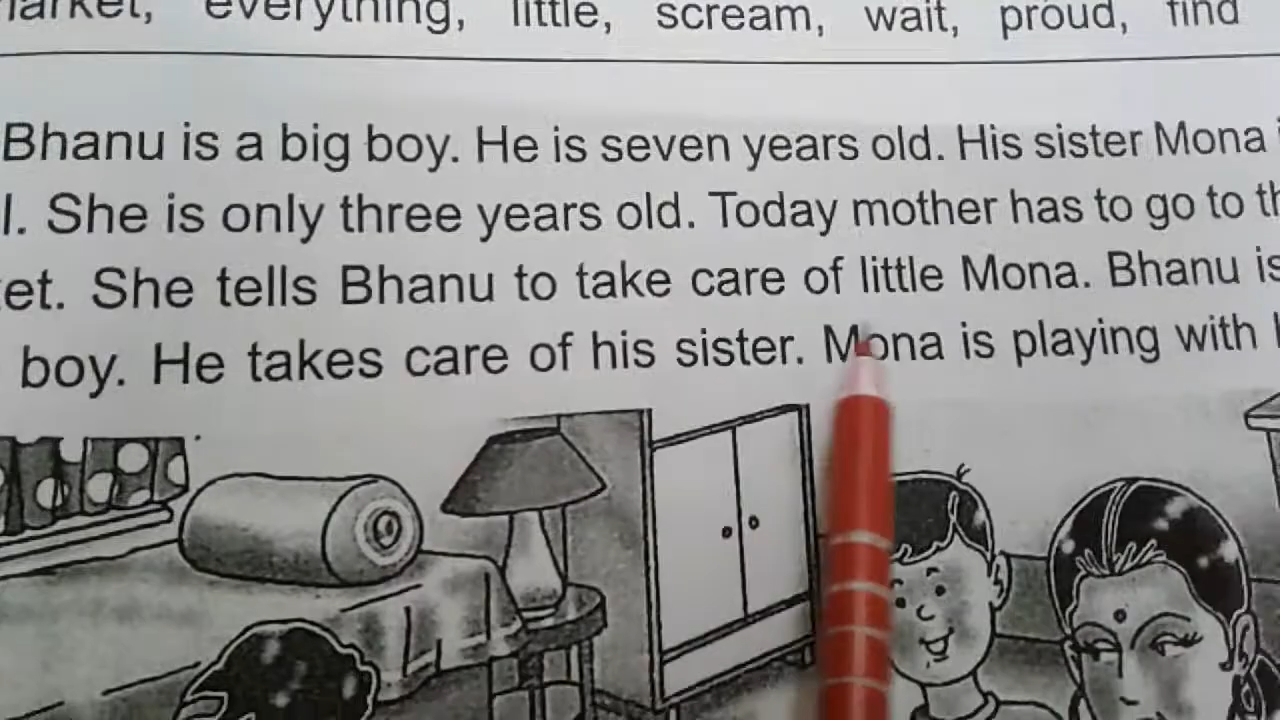 everything, little, scream, wait, proud, find
Bhanu is a big boy. He is seven years old. His sister Mona
She is only three years old. Today mother has to go to
She tells Bhanu to take care of little Mona. Bhanu is
boy. He takes care of his sister. Mona is playing with